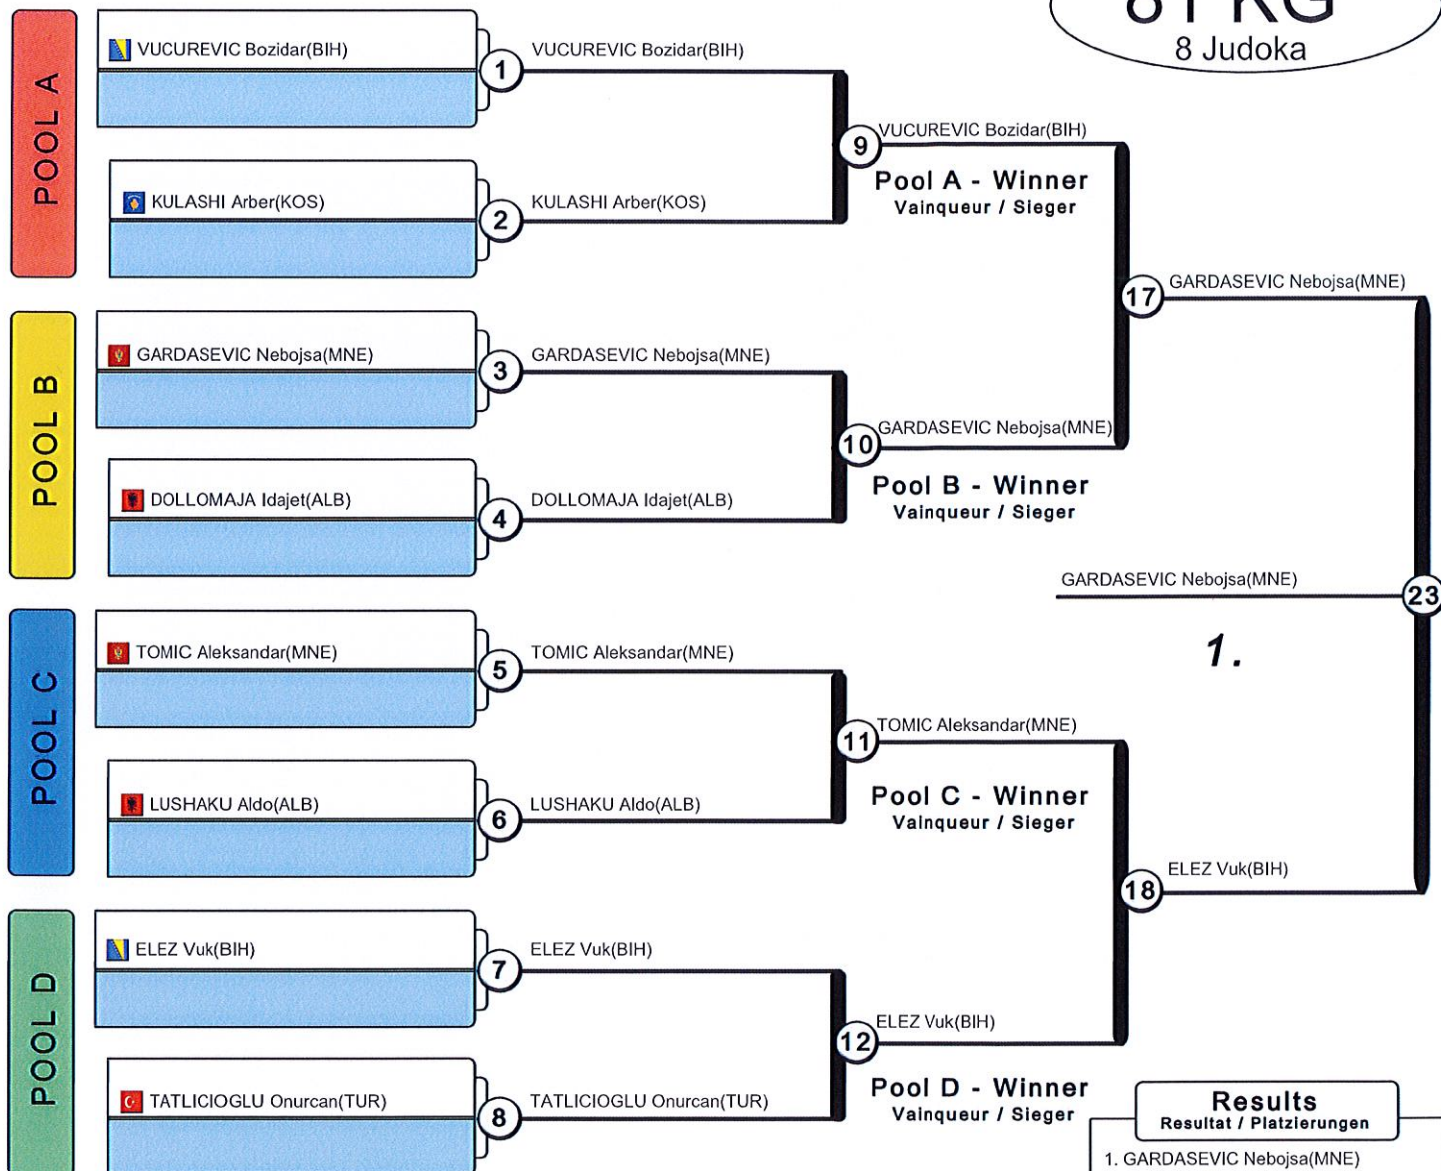 81 KG
8 Judoka
POOL A
VUCUREVIC Bozidar(BIH)
1
VUCUREVIC Bozidar(BIH)
KULASHI Arber(KOS)
2
KULASHI Arber(KOS)
9
VUCUREVIC Bozidar(BIH)
Pool A - Winner
Vainqueur / Sieger
POOL B
GARDASEVIC Nebojsa(MNE)
3
GARDASEVIC Nebojsa(MNE)
DOLLOMAJA Idajet(ALB)
4
DOLLOMAJA Idajet(ALB)
10
GARDASEVIC Nebojsa(MNE)
Pool B - Winner
Vainqueur / Sieger
17
GARDASEVIC Nebojsa(MNE)
GARDASEVIC Nebojsa(MNE)
23
1.
POOL C
TOMIC Aleksandar(MNE)
5
TOMIC Aleksandar(MNE)
LUSHAKU Aldo(ALB)
6
LUSHAKU Aldo(ALB)
11
TOMIC Aleksandar(MNE)
Pool C - Winner
Vainqueur / Sieger
18
ELEZ Vuk(BIH)
POOL D
ELEZ Vuk(BIH)
7
ELEZ Vuk(BIH)
TATLICIOGLU Onurcan(TUR)
8
TATLICIOGLU Onurcan(TUR)
12
ELEZ Vuk(BIH)
Pool D - Winner
Vainqueur / Sieger
Results
Resultat / Platzierungen
1. GARDASEVIC Nebojsa(MNE)